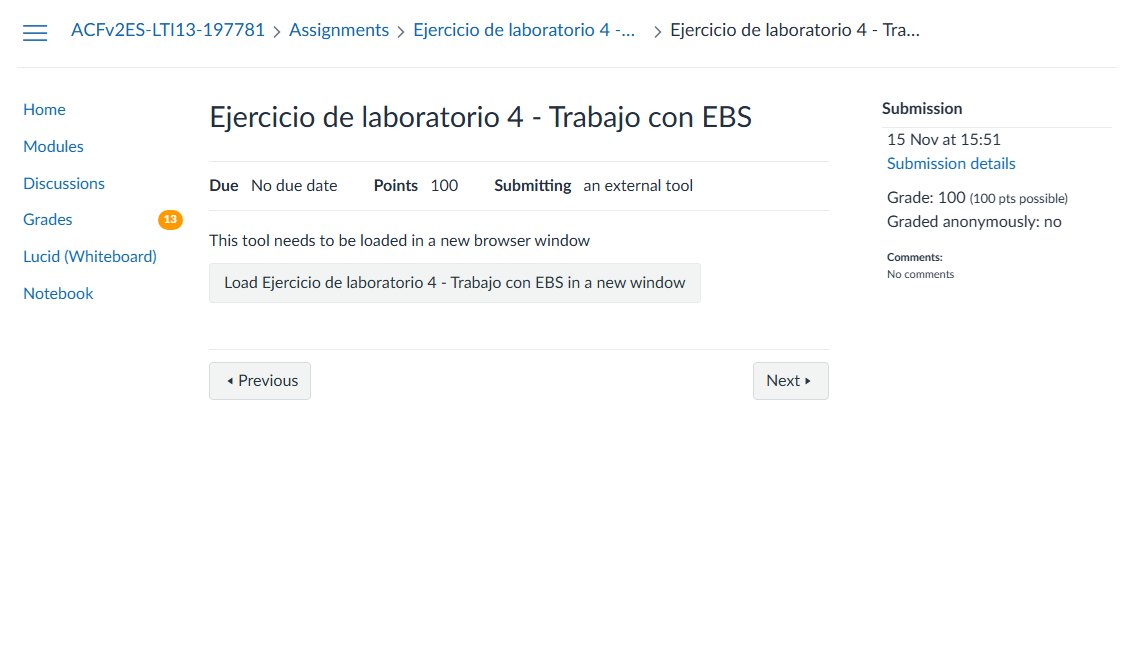 ACFv2ES-LTI13-197781 > Assignments > Ejercicio de laboratorio 4 -... > Ejercicio de laboratorio 4 - Tra...
Home
Modules
Discussions
Grades 13
Lucid (Whiteboard)
Notebook
Ejercicio de laboratorio 4 - Trabajo con EBS
Due No due date Points 100 Submitting an external tool
This tool needs to be loaded in a new browser window
Load Ejercicio de laboratorio 4 - Trabajo con EBS in a new window
Previous
Next
Submission
15 Nov at 15:51
Submission details
Grade: 100 (100 pts possible)
Graded anonymously: no
Comments:
No comments